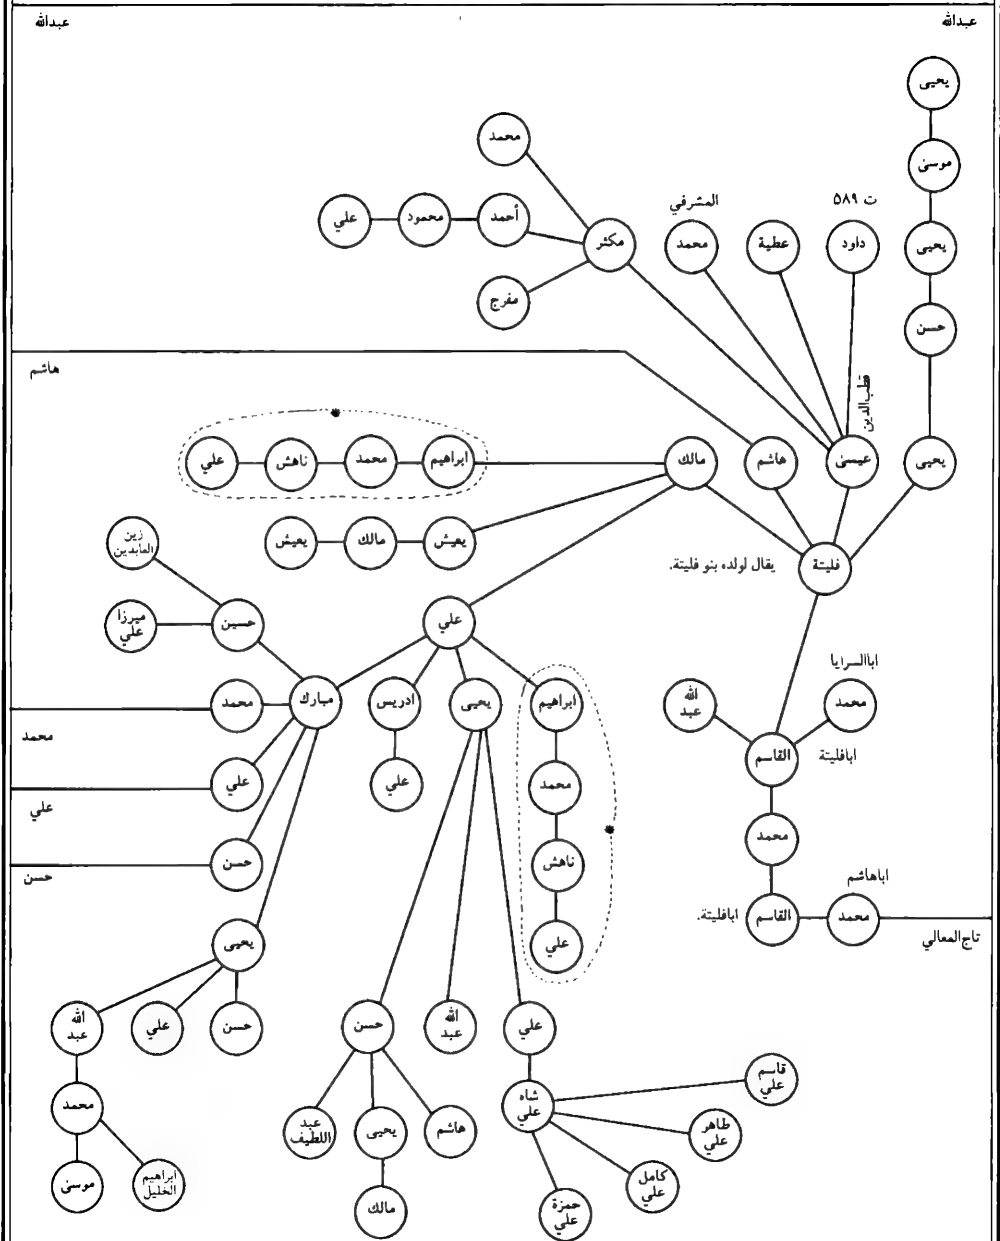 عبدالله
عبدالله
يحيى
محمد
موسىٰ
المشرفي
ت ٥٨٩
علي
محمود
أحمد
مكثر
محمد
عطية
داود
يحيى
مفرج
حسن
هاشم
قطب‌الدين
علي
ناهش
محمد
ابراهيم
مالك
هاشم
عيسىٰ
يحيى
زين
العابدين
يعيش
مالك
يعيش
يقال لولده بنو فليتة.
فليتة
ميرزا
علي
حسين
علي
اباالسرايا
محمد
مبارك
ادريس
يحيى
ابراهيم
الله
عبد
محمد
محمد
القاسم
ابافليتة
علي
علي
محمد
علي
محمد
حسن
حسن
ناهش
اباهاشم
ابافليتة.
القاسم
محمد
تاج‌المعالي
يحيى
علي
الله
عبد
علي
حسن
حسن
الله
عبد
علي
محمد
شاه
علي
قاسم
علي
عبد
اللطيف
يحيى
هاشم
طاهر
علي
موسىٰ
ابراهيم
الخليل
مالك
حمزة
علي
كامل
علي